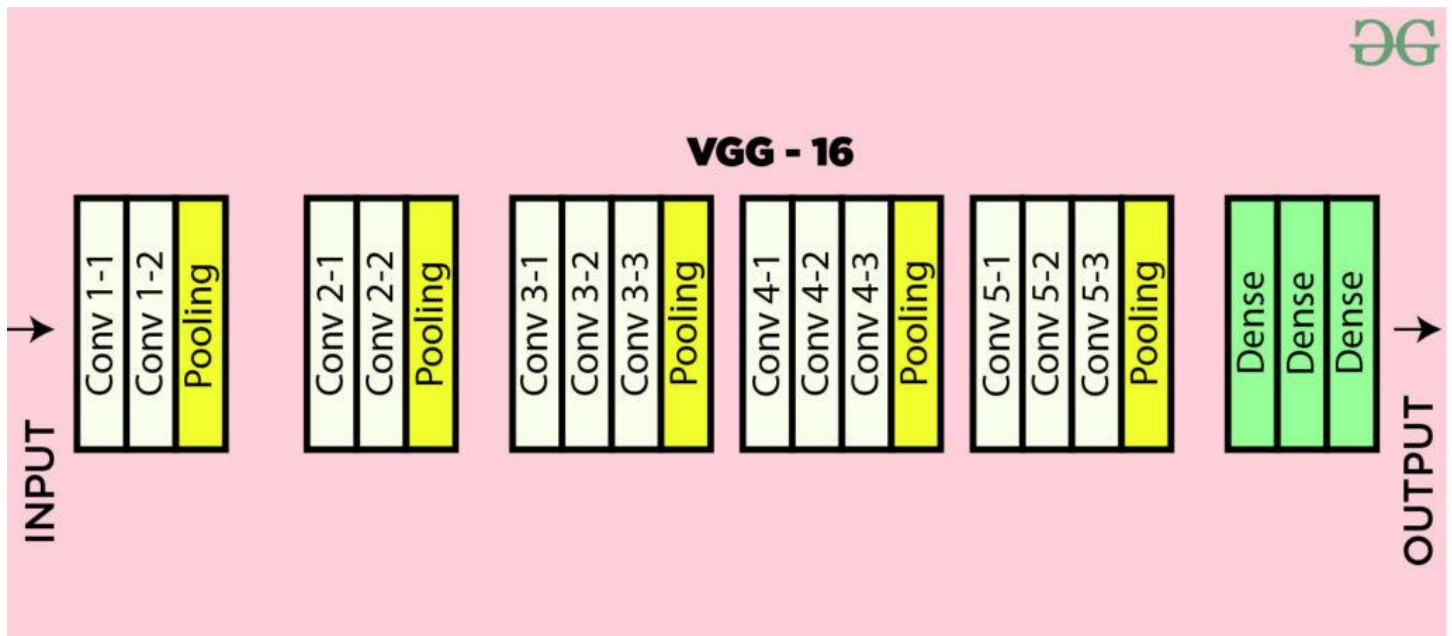 VGG - 16
INPUT
Conv 1-1
Conv 1-2
Pooling
Conv 2-1
Conv 2-2
Pooling
Conv 3-1
Conv 3-2
Conv 3-3
Pooling
Conv 4-1
Conv 4-2
Conv 4-3
Pooling
Conv 5-1
Conv 5-2
Conv 5-3
Pooling
Dense
Dense
Dense
OUTPUT